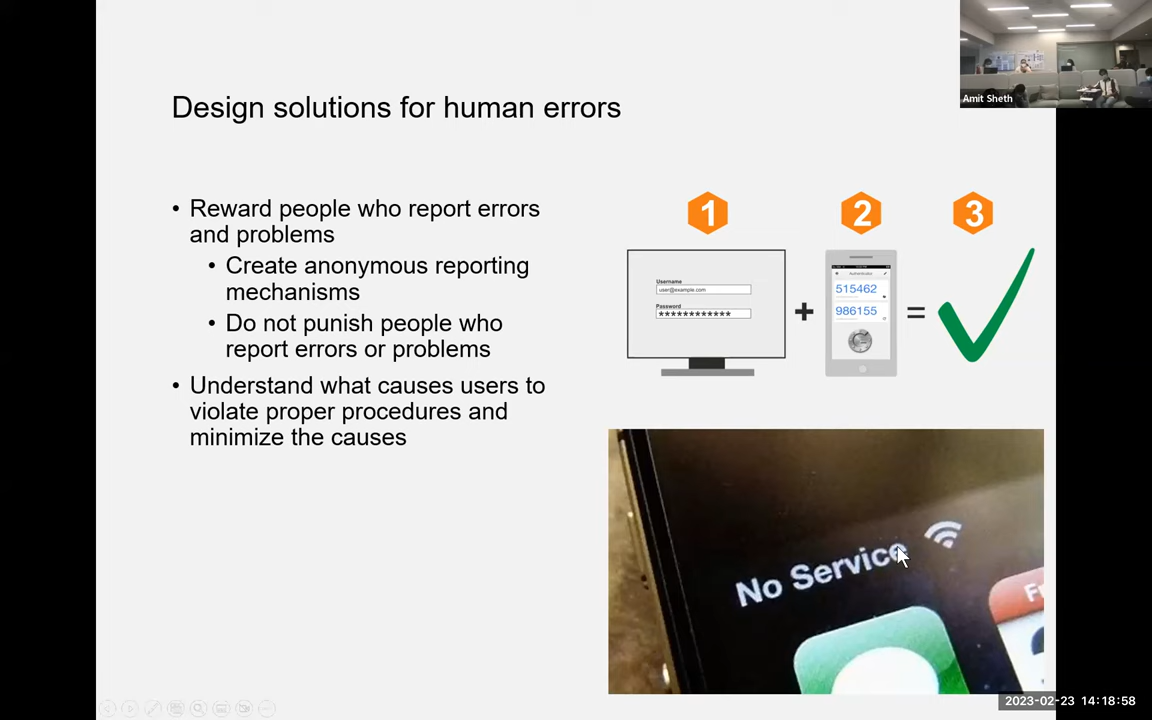 Amit Sheth
Design solutions for human errors
• Reward people who report errors
and problems
• Create anonymous reporting
mechanisms
• Do not punish people who
report errors or problems
• Understand what causes users to
violate proper procedures and
minimize the causes
1 2 3
Username
user@example.com
Password
************
Authenticator
515462
986155
+ =
No Service
Fr
2023-02-23 14:18:58